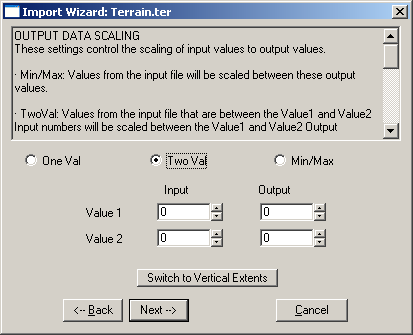 Import Wizard: Terrain.ter
OUTPUT DATA SCALING
These settings control the scaling of input values to output values.
· Min/Max: Values from the input file will be scaled between these output
values.
· TwoVal: Values from the input file that are between the Value1 and Value2
Input numbers will be scaled between the Value1 and Value2 Output
One Val Two Val Min/Max
Input Output
Value 1 0 0
Value 2 0 0
Switch to Vertical Extents
<-- Back Next --> Cancel